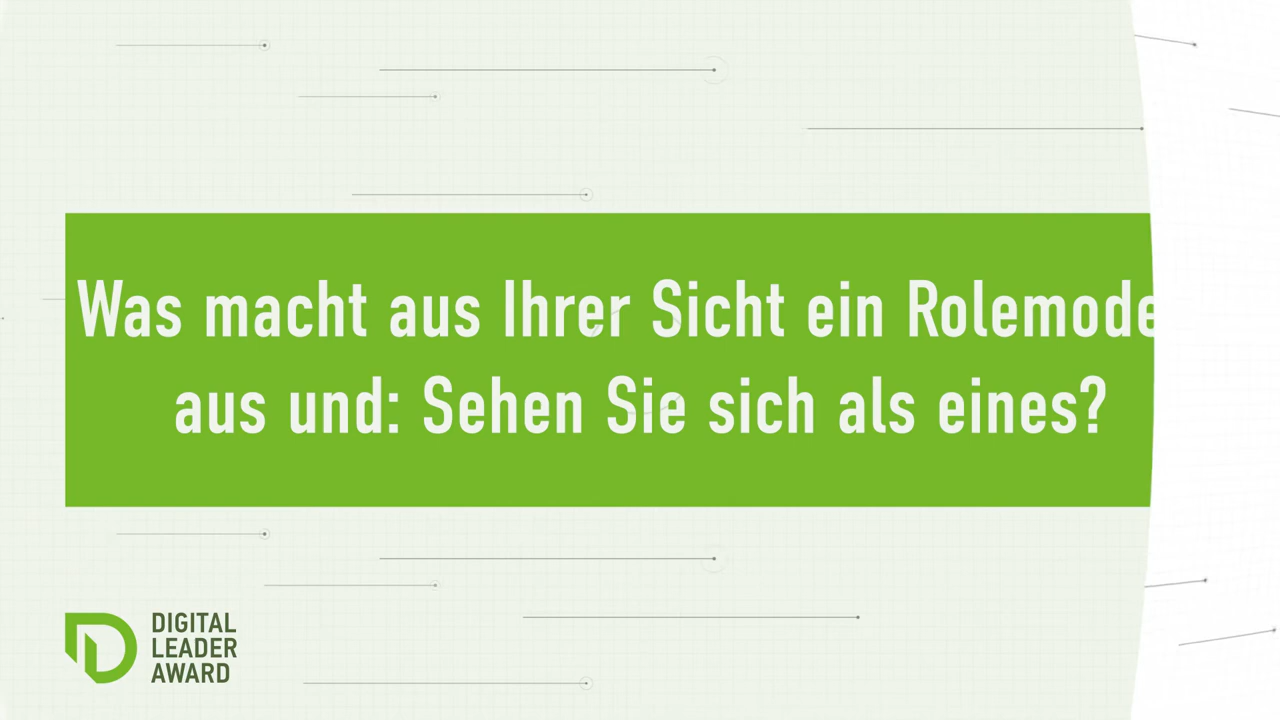 Was macht aus Ihrer Sicht ein Rolemode
aus und: Sehen Sie sich als eines?
DIGITAL
LEADER
AWARD